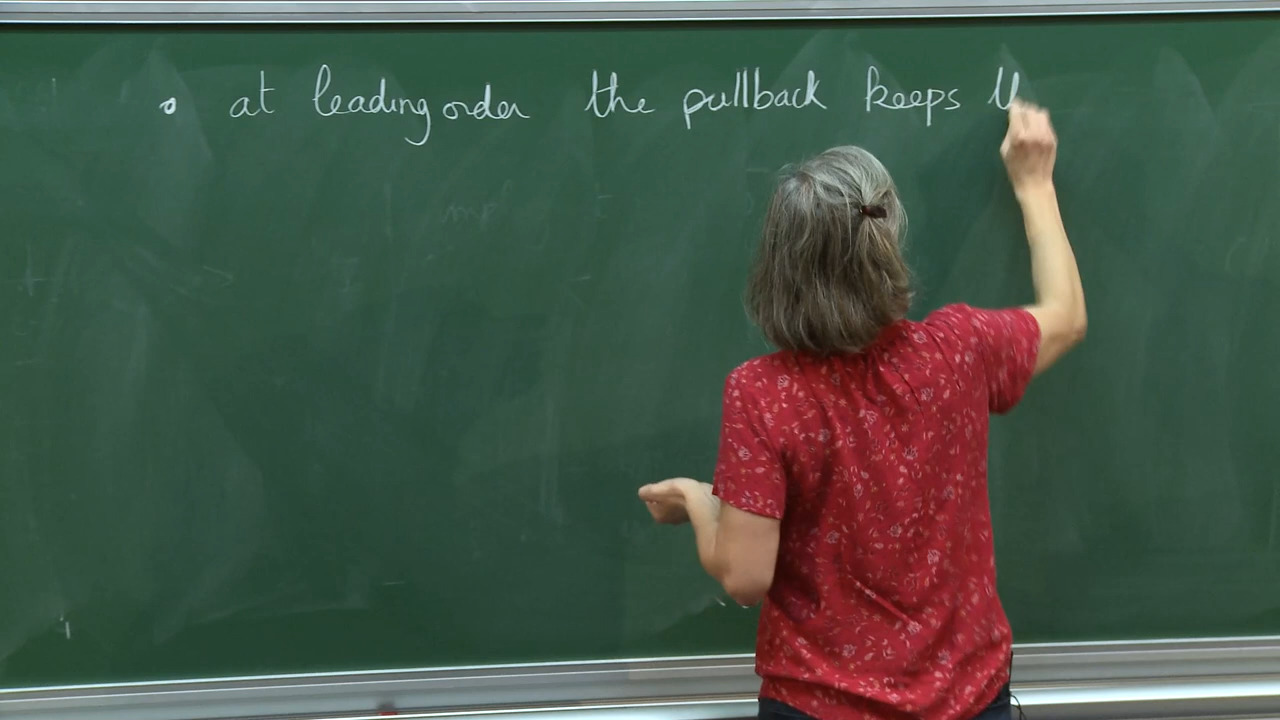 • at leading order the pullback keeps